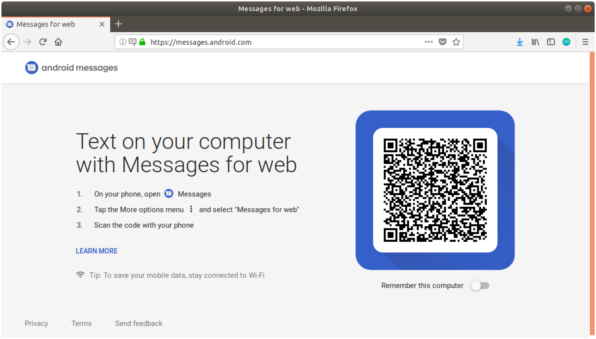 Messages for web - Mozilla Firefox
Messages for web
https://messages.android.com
android messages
Text on your computer
with Messages for web
1. On your phone, open Messages
2. Tap the More options menu and select "Messages for web"
3. Scan the code with your phone
LEARN MORE
Tip: To save your mobile data, stay connected to Wi-Fi
Remember this computer
Privacy Terms Send feedback